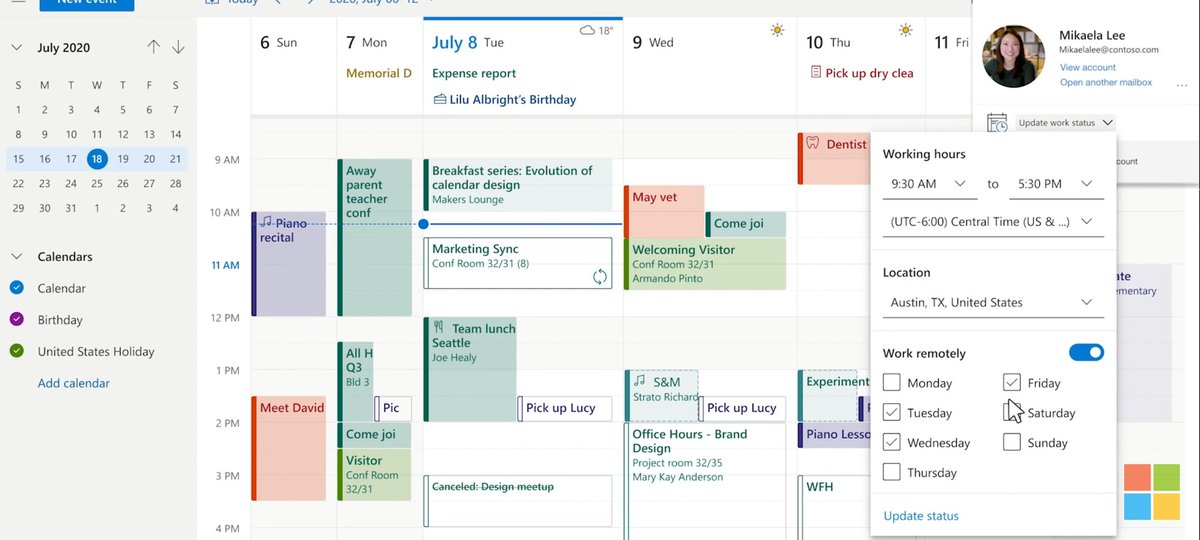 New event
Today
2020, July 06-12
July 2020
S M T W T F S
1 2 3 4 5 6 7
8 9 10 11 12 13 14
15 16 17 18 19 20 21
22 23 24 25 26 27 28
29 30 31 1 2 3 4
Calendars
Calendar
Birthday
United States Holiday
Add calendar
6 Sun
7 Mon
July 8 Tue
18°
9 Wed
10 Thu
11 Fri
Memorial D
Expense report
Lilu Albright's Birthday
Pick up dry clea
9 AM
10 AM
11 AM
12 PM
1 PM
2 PM
3 PM
4 PM
Piano
recital
Meet David
Away
parent
teacher
conf
All H
Q3
Bld 3
Pic
Come joi
Visitor
Conf Room
32/31
Breakfast series: Evolution of
calendar design
Makers Lounge
Marketing Sync
Conf Room 32/31 (8)
Team lunch
Seattle
Joe Healy
Pick up Lucy
Canceled: Design meetup
May vet
Come joi
Welcoming Visitor
Conf Room 32/31
Armando Pinto
S&M
Strato Richard
Pick up Lucy
Office Hours - Brand
Design
Project room 32/35
Mary Kay Anderson
Dentist
Experiment
Piano Lesso
WFH
ate
ementary
Mikaela Lee
Mikaelalee@contoso.com
View account
Open another mailbox
...
Update work status
ount
Working hours
9:30 AM to 5:30 PM
(UTC-6:00) Central Time (US & ...)
Location
Austin, TX, United States
Work remotely
Monday
Tuesday
Wednesday
Thursday
Friday
Saturday
Sunday
Update status